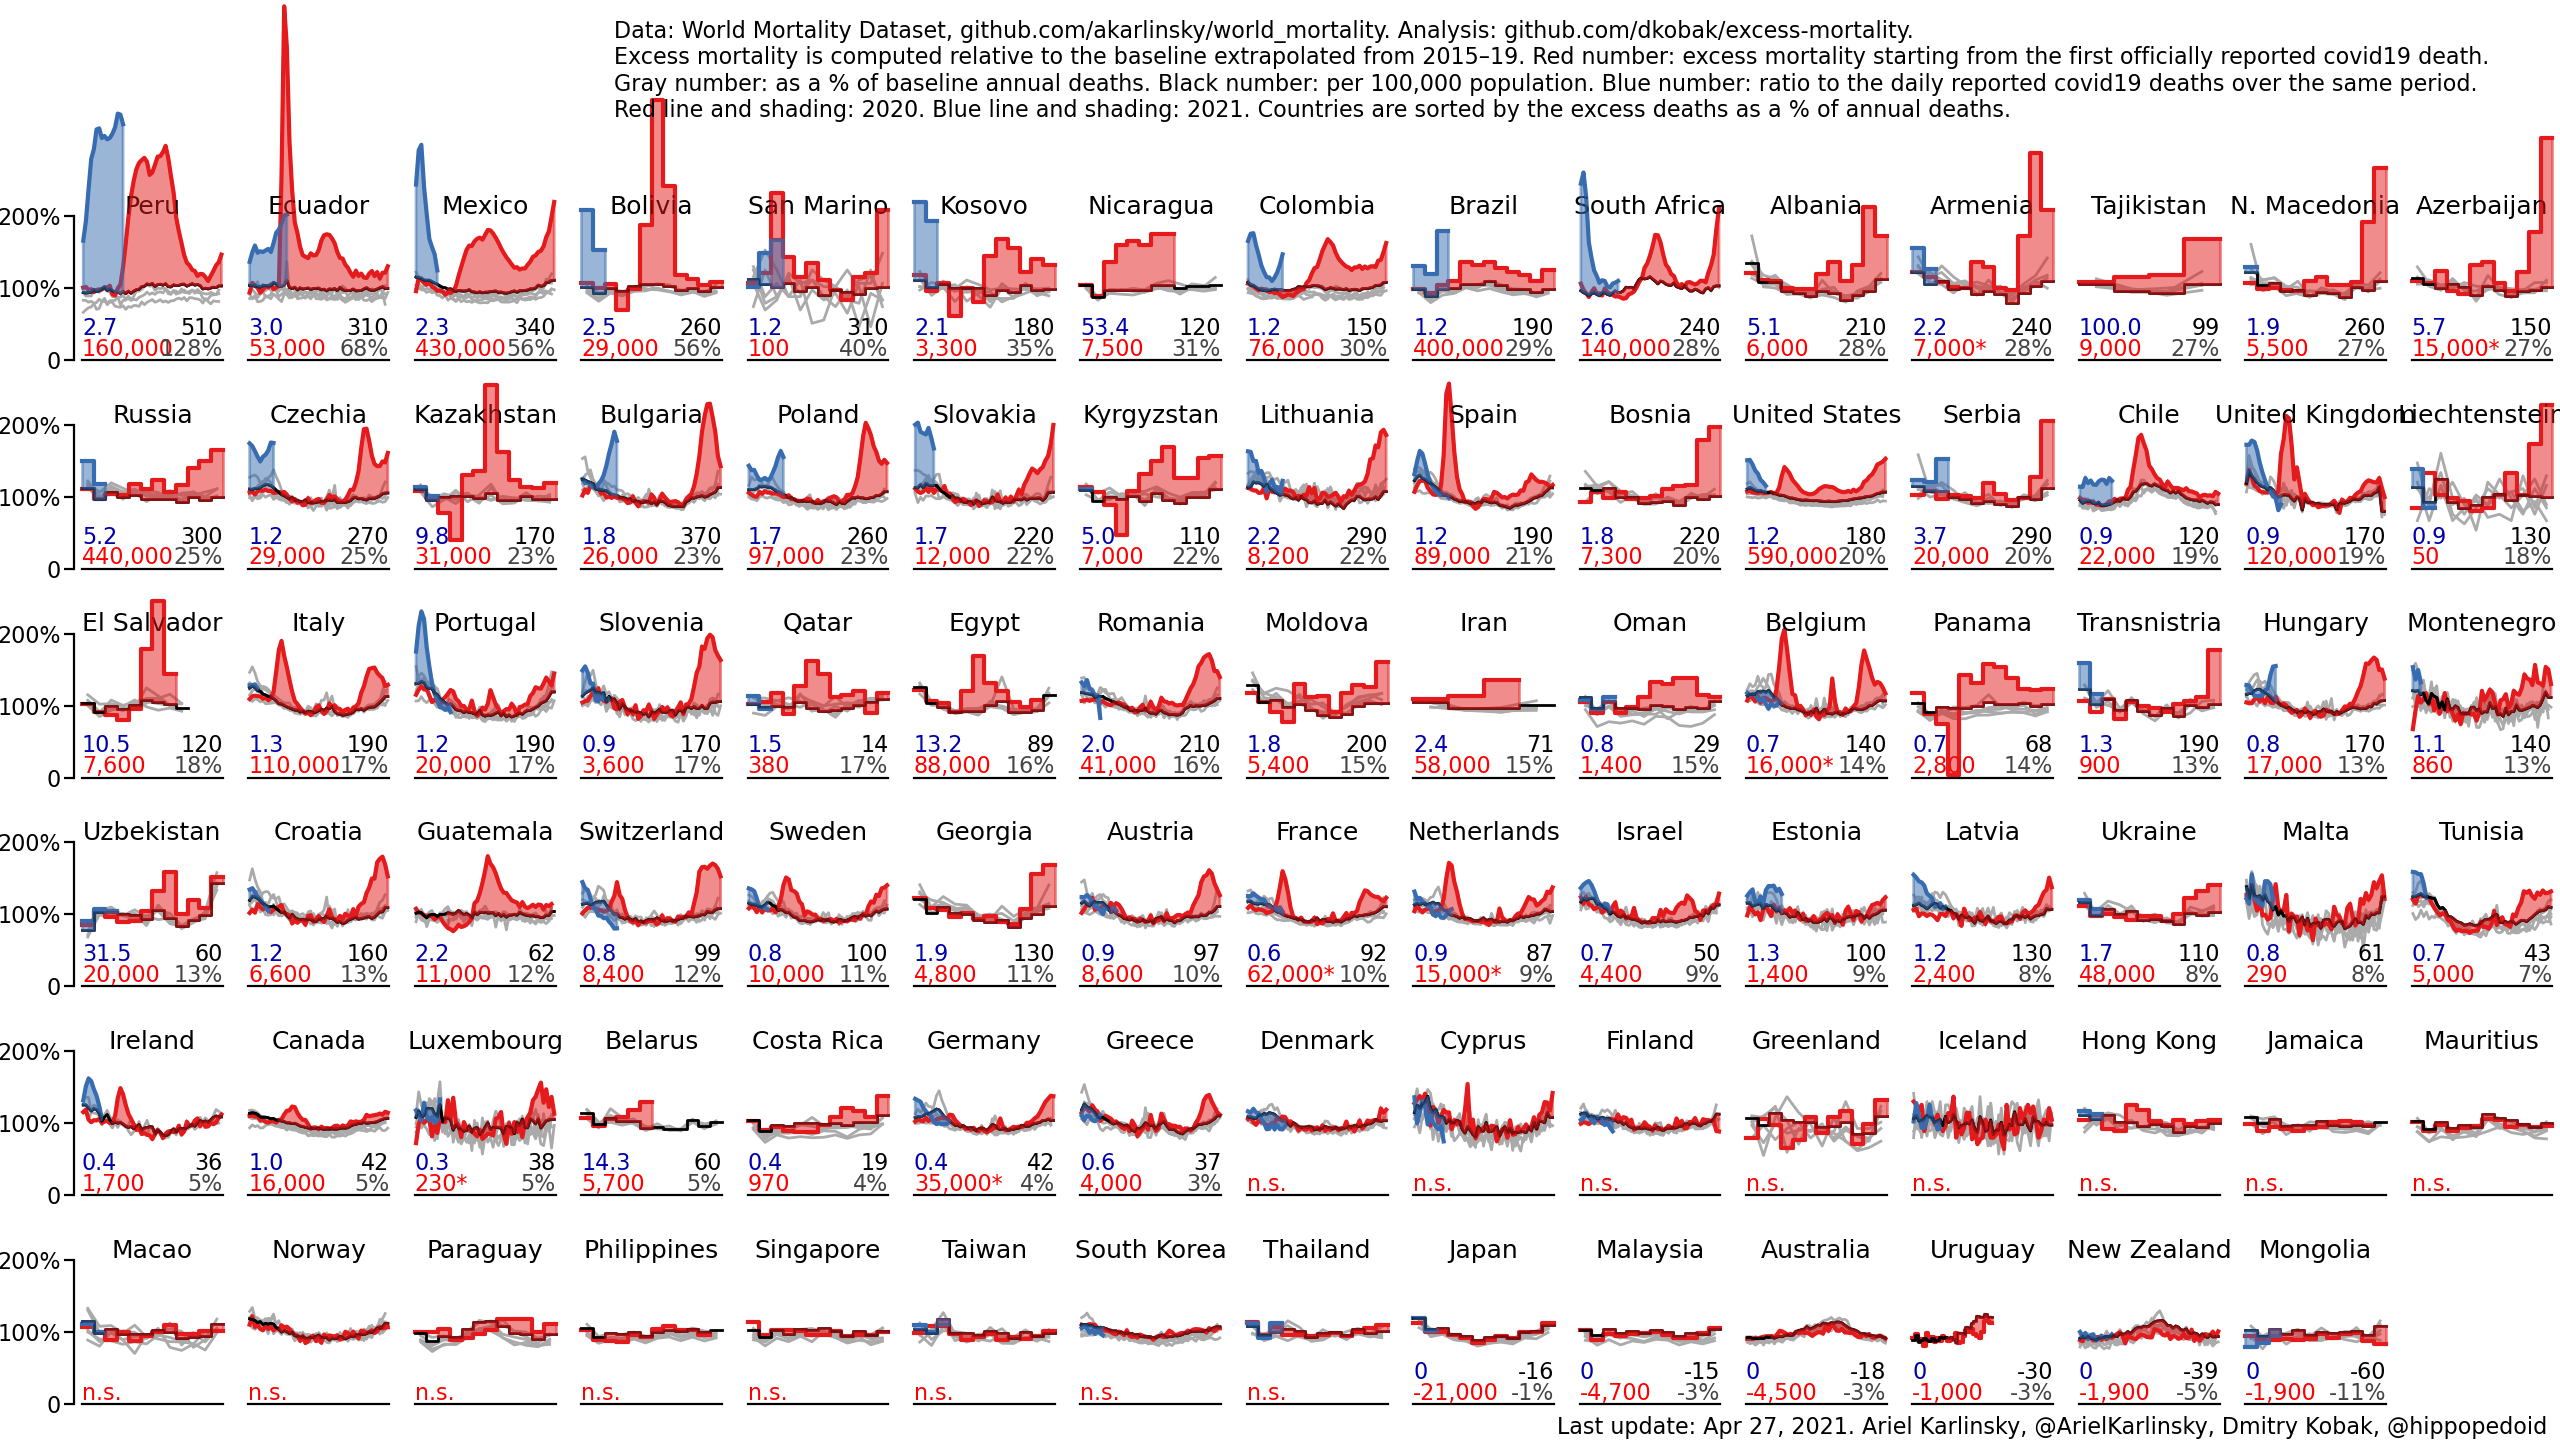 Data: World Mortality Dataset, github.com/akarlinsky/world_mortality. Analysis: github.com/dkobak/excess-mortality.
Excess mortality is computed relative to the baseline extrapolated from 2015–19. Red number: excess mortality starting from the first officially reported covid19 death.
Gray number: as a % of baseline annual deaths. Black number: per 100,000 population. Blue number: ratio to the daily reported covid19 deaths over the same period.
Red line and shading: 2020. Blue line and shading: 2021. Countries are sorted by the excess deaths as a % of annual deaths.
Peru Ecuador Mexico Bolivia San Marino Kosovo Nicaragua Colombia Brazil South Africa Albania Armenia Tajikistan N. Macedonia Azerbaijan
200%
100%
2.7 510 3.0 310 2.3 340 2.5 260 1.2 310 2.1 180 53.4 120 1.2 150 1.2 190 2.6 240 5.1 210 2.2 240 100.0 99 1.9 260 5.7 150
0 160,000 128% 53,000 68% 430,000 56% 29,000 56% 100 40% 3,300 35% 7,500 31% 76,000 30% 400,000 29% 140,000 28% 6,000 28% 7,000* 28% 9,000 27% 5,500 27% 15,000* 27%
Russia Czechia Kazakhstan Bulgaria Poland Slovakia Kyrgyzstan Lithuania Spain Bosnia United States Serbia Chile United Kingdom Liechtenstein
200%
100%
5.2 300 1.2 270 9.8 170 1.8 370 1.7 260 1.7 220 5.0 110 2.2 290 1.2 190 1.8 220 1.2 180 3.7 290 0.9 120 0.9 170 0.9 130
0 440,000 25% 29,000 25% 31,000 23% 26,000 23% 97,000 23% 12,000 22% 7,000 22% 8,200 22% 89,000 21% 7,300 20% 590,000 20% 20,000 20% 22,000 19% 120,000 19% 50 18%
El Salvador Italy Portugal Slovenia Qatar Egypt Romania Moldova Iran Oman Belgium Panama Transnistria Hungary Montenegro
200%
100%
10.5 120 1.3 190 1.2 190 0.9 170 1.5 14 13.2 89 2.0 210 1.8 200 2.4 71 0.8 29 0.7 140 0.7 68 1.3 190 0.8 170 1.1 140
0 7,600 18% 110,000 17% 20,000 17% 3,600 17% 380 17% 88,000 16% 41,000 16% 5,400 15% 58,000 15% 1,400 15% 16,000* 14% 2,800 14% 900 13% 17,000 13% 860 13%
Uzbekistan Croatia Guatemala Switzerland Sweden Georgia Austria France Netherlands Israel Estonia Latvia Ukraine Malta Tunisia
200%
100%
31.5 60 1.2 160 2.2 62 0.8 99 0.8 100 1.9 130 0.9 97 0.6 92 0.9 87 0.7 50 1.3 100 1.2 130 1.7 110 0.8 61 0.7 43
0 20,000 13% 6,600 13% 11,000 12% 8,400 12% 10,000 11% 4,800 11% 8,600 10% 62,000* 10% 15,000* 9% 4,400 9% 1,400 9% 2,400 8% 48,000 8% 290 8% 5,000 7%
Ireland Canada Luxembourg Belarus Costa Rica Germany Greece Denmark Cyprus Finland Greenland Iceland Hong Kong Jamaica Mauritius
200%
100%
0.4 36 1.0 42 0.3 38 14.3 60 0.4 19 0.4 42 0.6 37
0 1,700 5% 16,000 5% 230* 5% 5,700 5% 970 4% 35,000* 4% 4,000 3% n.s. n.s. n.s. n.s. n.s. n.s. n.s. n.s.
Macao Norway Paraguay Philippines Singapore Taiwan South Korea Thailand Japan Malaysia Australia Uruguay New Zealand Mongolia
200%
100%
0 -16 0 -15 0 -18 0 -30 0 -39 0 -60
0 n.s. n.s. n.s. n.s. n.s. n.s. n.s. n.s. -21,000 -1% -4,700 -3% -4,500 -3% -1,000 -3% -1,900 -5% -1,900 -11%
Last update: Apr 27, 2021. Ariel Karlinsky, @ArielKarlinsky, Dmitry Kobak, @hippopedoid